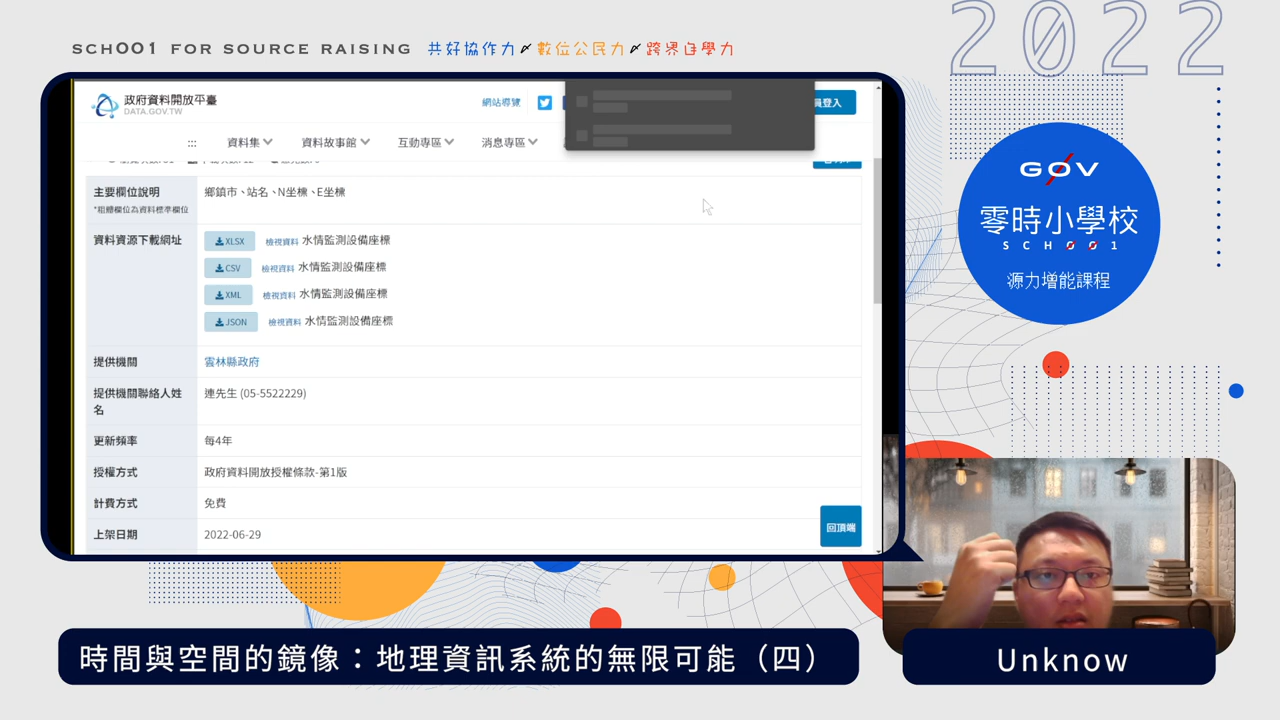 SCH001 FOR SOURCE RAISING 共好協作力 數位公民力 跨界自學力
2022
政府資料開放平臺
DATA.GOV.TW
網站導覽
員登入
:::
資料集
資料故事館
互動專區
消息專區
主要欄位說明
*粗體欄位為資料標準欄位
鄉鎮市、站名、N坐標、E坐標
資料資源下載網址
XLSX 檢視資料 水情監測設備座標
CSV 檢視資料 水情監測設備座標
XML 檢視資料 水情監測設備座標
JSON 檢視資料 水情監測設備座標
提供機關
雲林縣政府
提供機關聯絡人姓名
連先生 (05-5522229)
更新頻率
每4年
授權方式
政府資料開放授權條款-第1版
計費方式
免費
上架日期
2022-06-29
回頂端
G0V
零時小學校
SCH001
源力增能課程
時間與空間的鏡像：地理資訊系統的無限可能（四）
Unknow